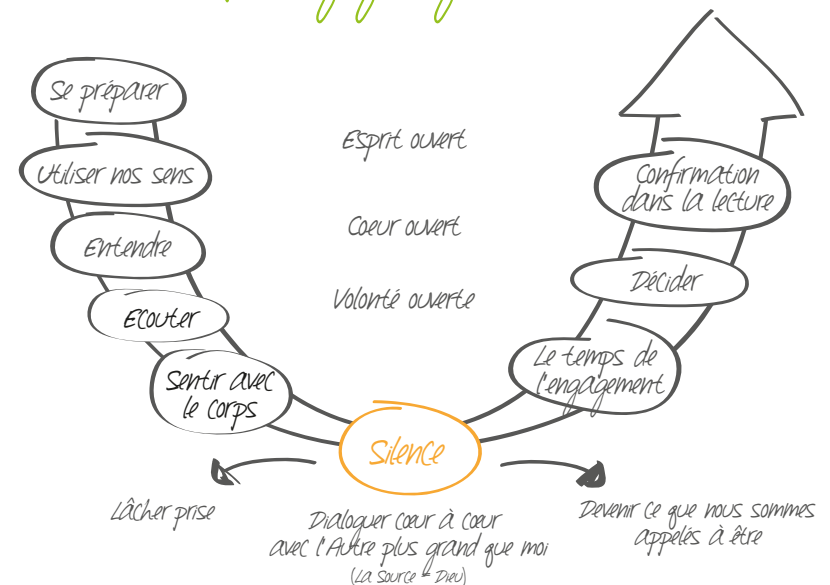 Se préparer
Utiliser nos sens
Entendre
Ecouter
Sentir avec
le corps
Esprit ouvert
Coeur ouvert
Volonté ouverte
Confirmation
dans la lecture
Décider
Le temps de
l'engagement
Silence
Lâcher prise
Dialoguer cœur à cœur
avec l'Autre plus grand que moi
(La Source = Dieu)
Devenir ce que nous sommes
appelés à être